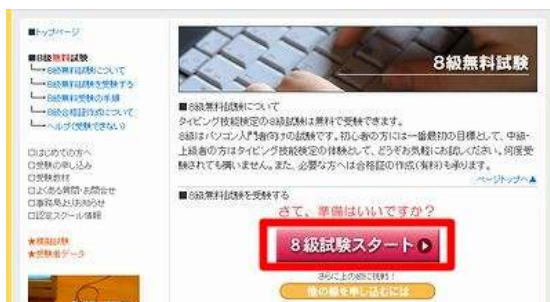 ■トップページ
■8級無料試験
8級無料試験について
8級無料試験を受験する
8級無料受験の手順
8級合格証作成について
ヘルプ(受験できない)
□はじめての方へ
□受験の申し込み
□受験教材
□よくある質問・お問合せ
□事務局よりお知らせ
□認定スクール情報
★模擬試験
★受験者データ
8級無料試験
■8級無料試験について
タイピング技能検定の8級試験は無料で受験できます。
8級はパソコン入門者向けの試験です。初心者の方には一番最初の目標として、中級・
上級者の方はタイピング技能検定の体験として、どうぞお気軽にお試しください。何度受
験されても構いません。また、必要な方へは合格証の作成(有料)も承ります。
ページトップへ▲
■8級無料試験を受験する
さて、準備はいいですか?
8級試験スタート
さらに上の級に挑戦!
他の級を申し込むには